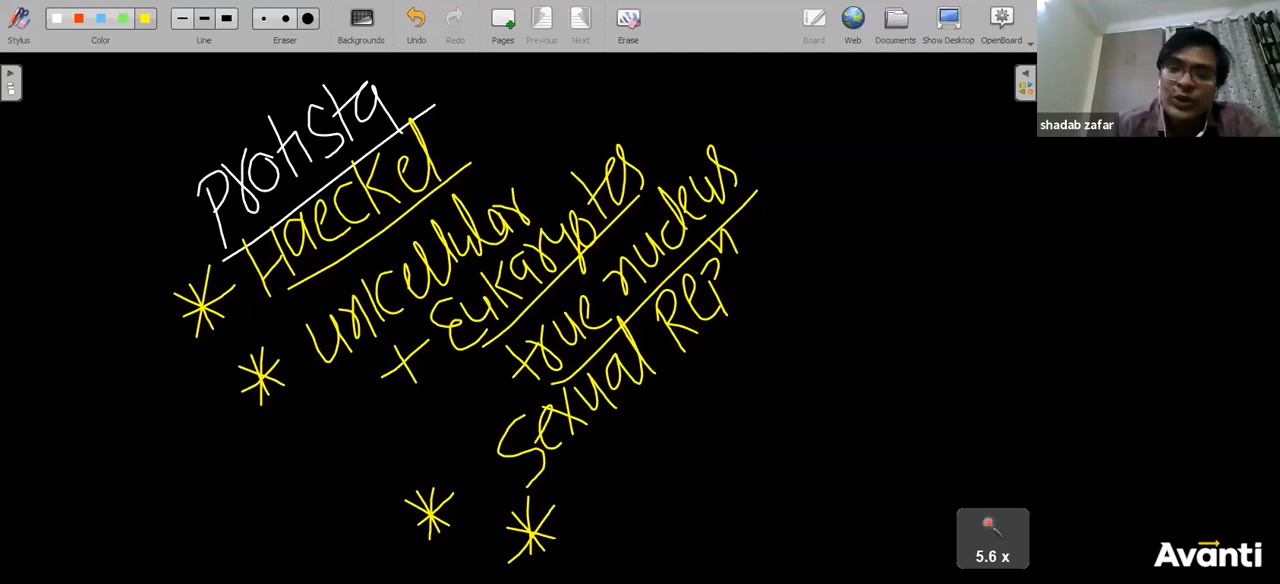 Stylus
Color
Line
Eraser
Backgrounds
Undo
Redo
Pages
Previous
Next
Erase
Board
Web
Documents
Show Desktop
OpenBoard
shadab zafar
Protista
* Haeckel
* unicellular
+ Eukaryotes
true nucleus
Sexual Repn
*
*
5.6 x
Avanti